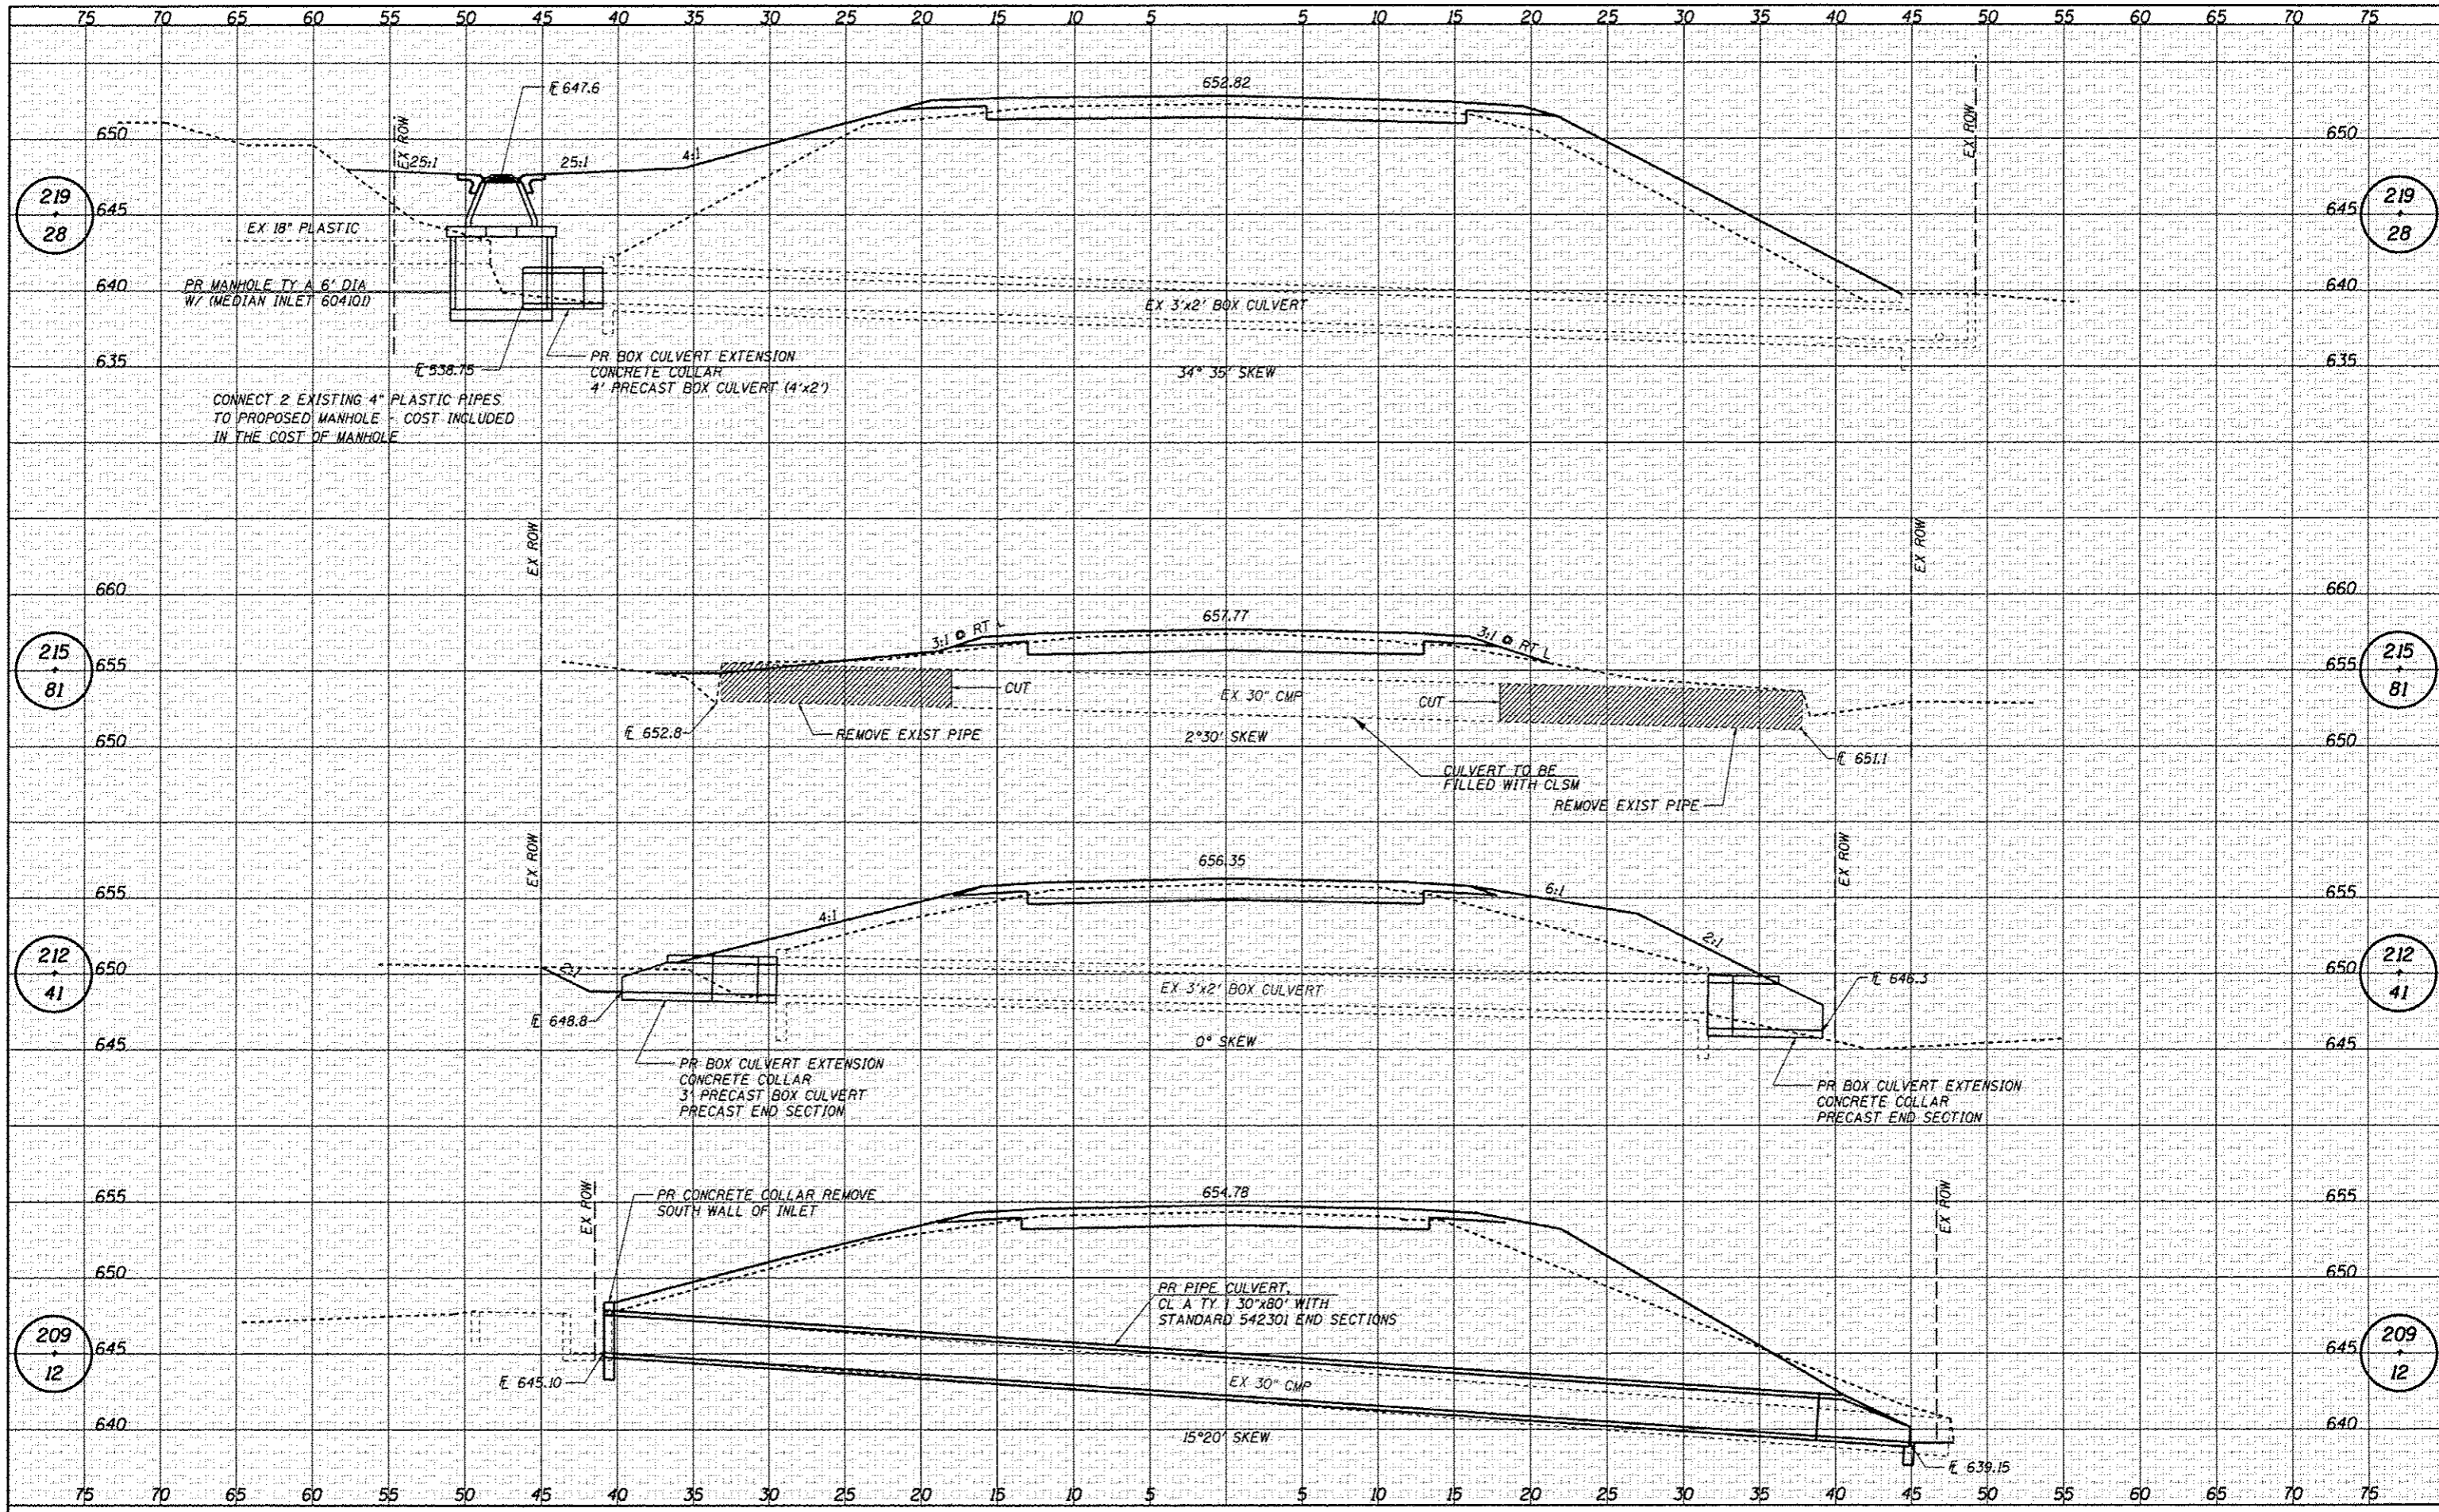 75 70 65 60 55 50 45 40 35 30 25 20 15 10 5 5 10 15 20 25 30 35 40 45 50 55 60 65 70 75
℄ 647.6
652.82
EX ROW
EX ROW
650
650
25:1
25:1
4:1
219
28
645
645
219
28
EX 18" PLASTIC
PR MANHOLE TY A 6' DIA
W/ (MEDIAN INLET 604101)
640
640
EX 3'x2' BOX CULVERT
PR BOX CULVERT EXTENSION
CONCRETE COLLAR
4' PRECAST BOX CULVERT (4'x2')
635
635
538.75
34° 35' SKEW
CONNECT 2 EXISTING 4" PLASTIC PIPES
TO PROPOSED MANHOLE - COST INCLUDED
IN THE COST OF MANHOLE
EX ROW
EX ROW
660
660
657.77
3:1 @ RT L
3:1 @ RT L
215
81
655
655
215
81
CUT
EX 30" CMP
CUT
652.8
REMOVE EXIST PIPE
2°30' SKEW
650
650
651.1
CULVERT TO BE
FILLED WITH CLSM
REMOVE EXIST PIPE
EX ROW
EX ROW
656.35
655
655
4:1
6:1
212
41
650
650
212
41
2:1
2:1
EX 3'x2' BOX CULVERT
646.3
648.8
645
645
0° SKEW
PR BOX CULVERT EXTENSION
CONCRETE COLLAR
3' PRECAST BOX CULVERT
PRECAST END SECTION
PR BOX CULVERT EXTENSION
CONCRETE COLLAR
PRECAST END SECTION
655
655
EX ROW
EX ROW
PR CONCRETE COLLAR REMOVE
SOUTH WALL OF INLET
654.78
650
650
PR PIPE CULVERT,
CL A TY 1 30"x80' WITH
STANDARD 542301 END SECTIONS
209
12
645
645
209
12
645.10
EX 30" CMP
640
640
15°20' SKEW
639.15
75 70 65 60 55 50 45 40 35 30 25 20 15 10 5 5 10 15 20 25 30 35 40 45 50 55 60 65 70 75